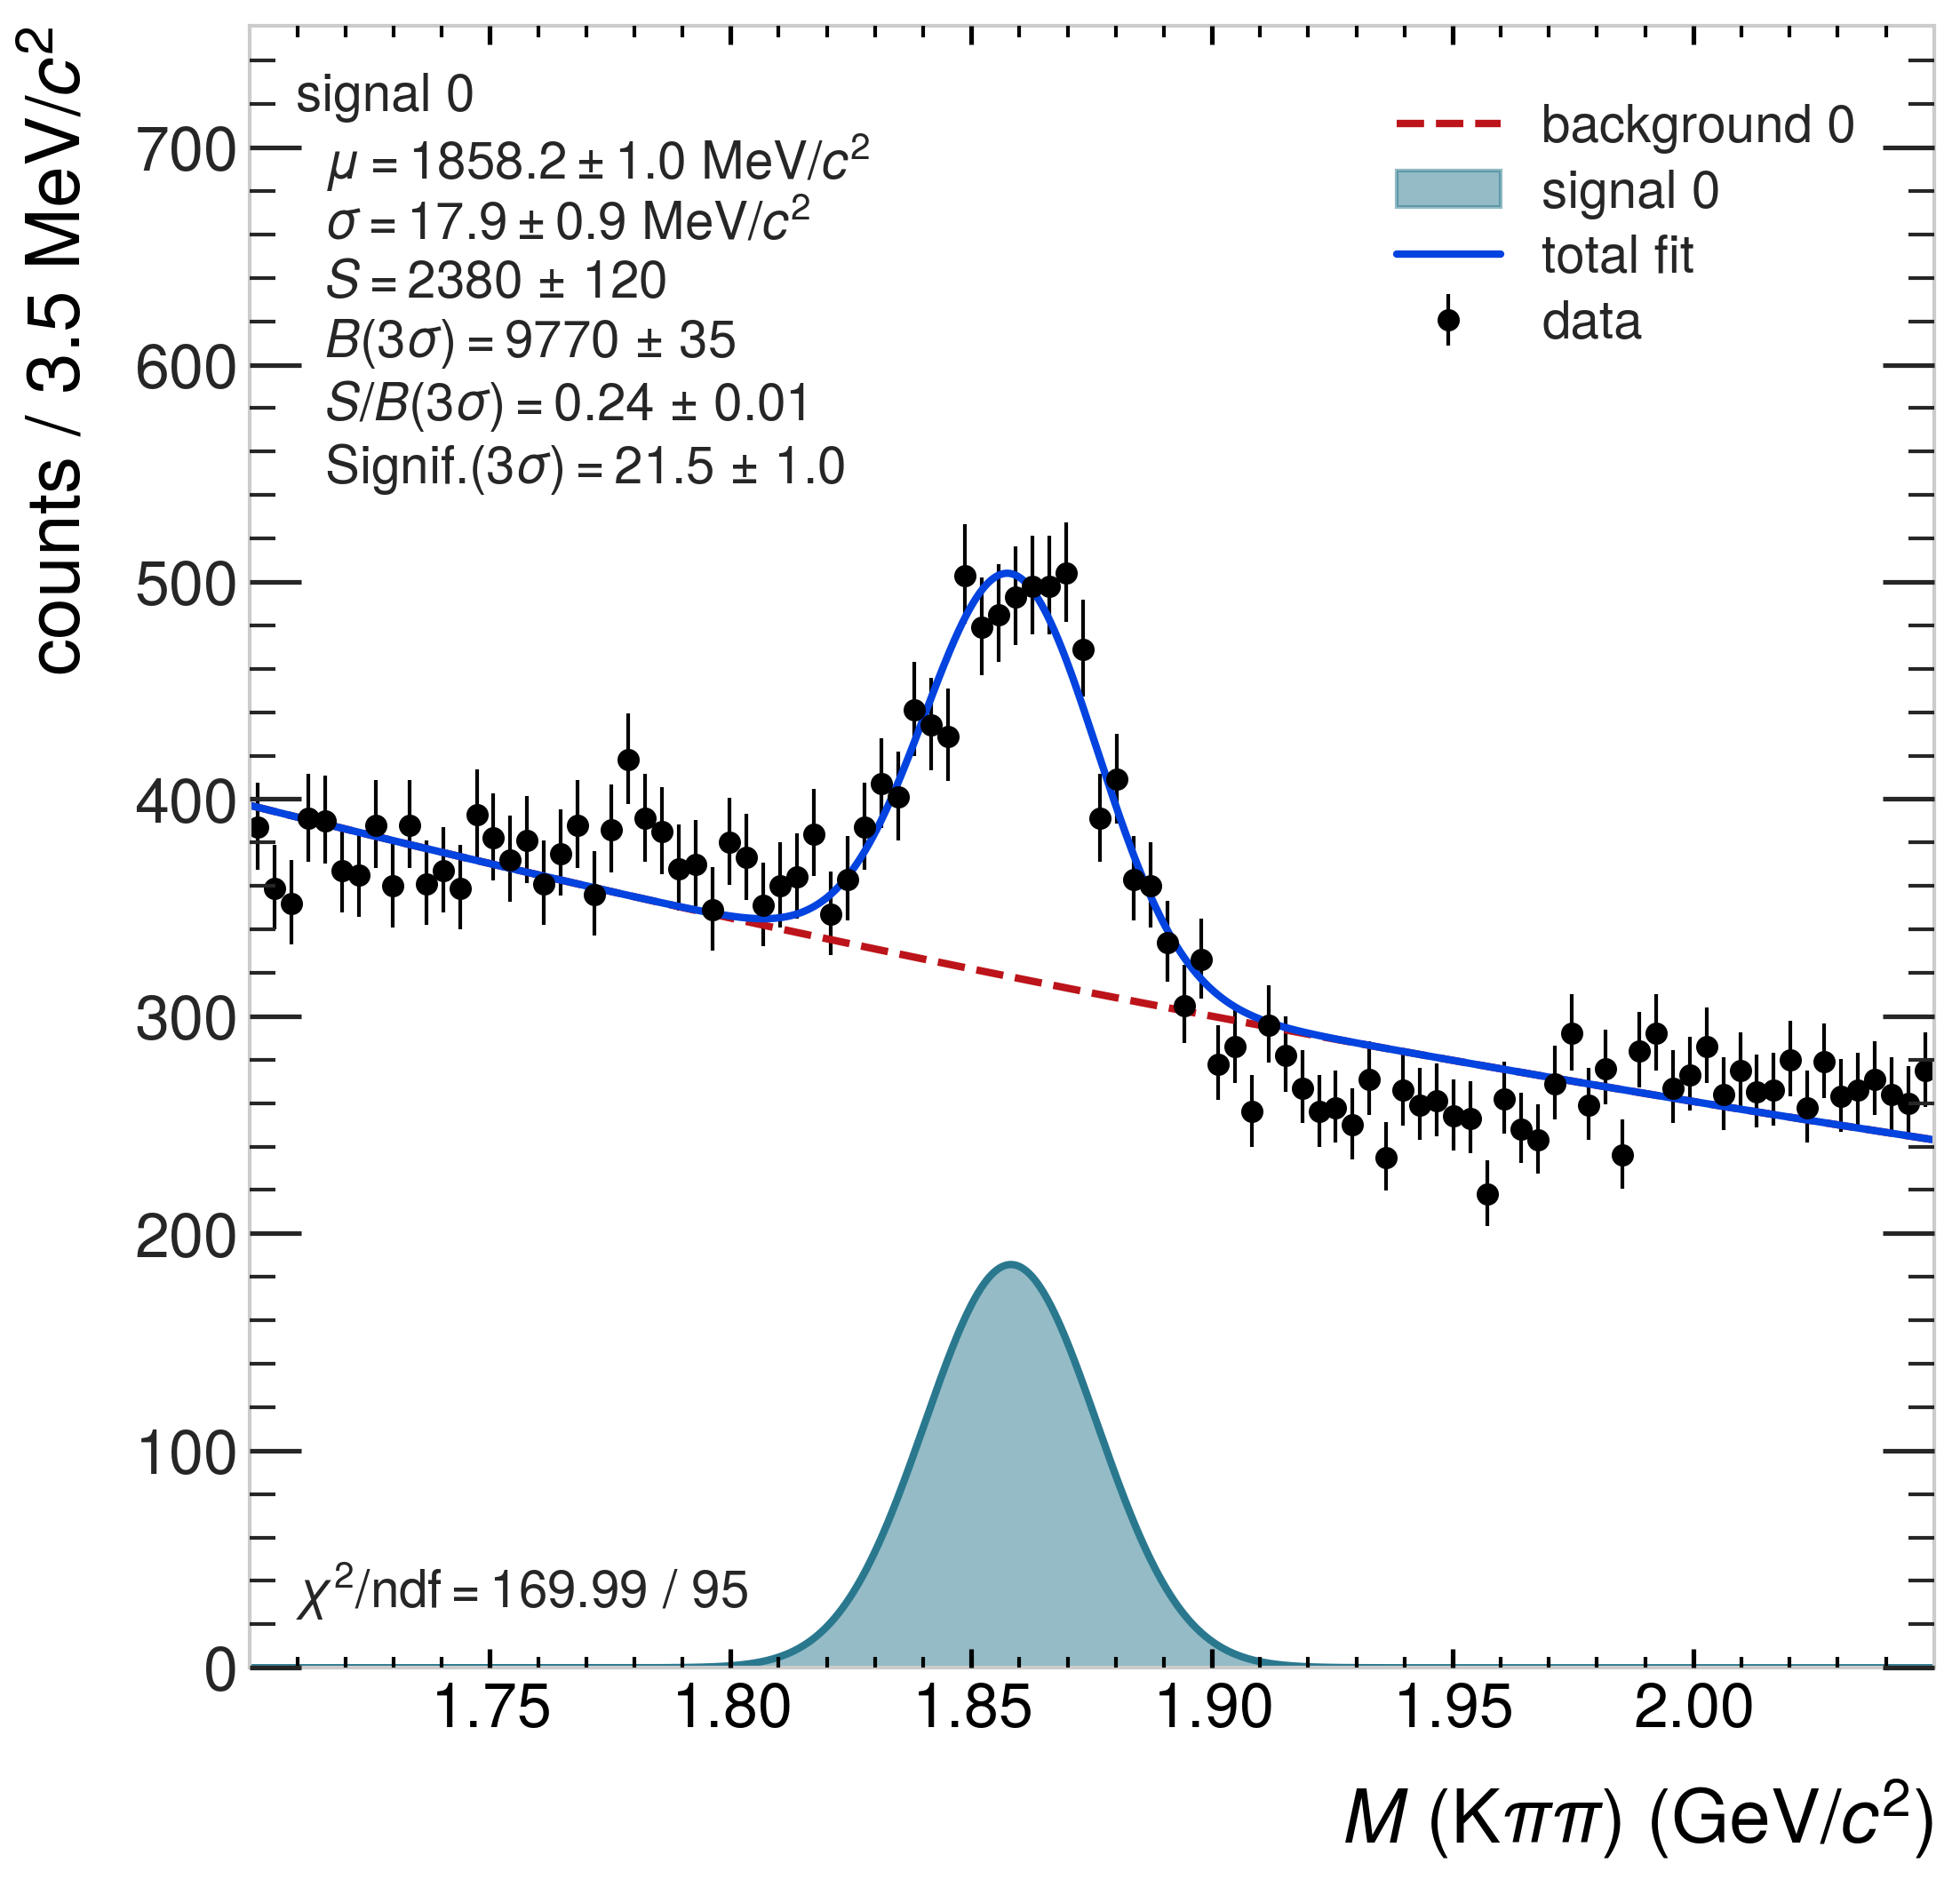 counts / 3.5 MeV/c²
signal 0
μ = 1858.2 ± 1.0 MeV/c²
σ = 17.9 ± 0.9 MeV/c²
S = 2380 ± 120
B(3σ) = 9770 ± 35
S/B(3σ) = 0.24 ± 0.01
Signif.(3σ) = 21.5 ± 1.0
background 0
signal 0
total fit
data
700
600
500
400
300
200
100
0
χ²/ndf = 169.99 / 95
1.75 1.80 1.85 1.90 1.95 2.00
M (Kππ) (GeV/c²)